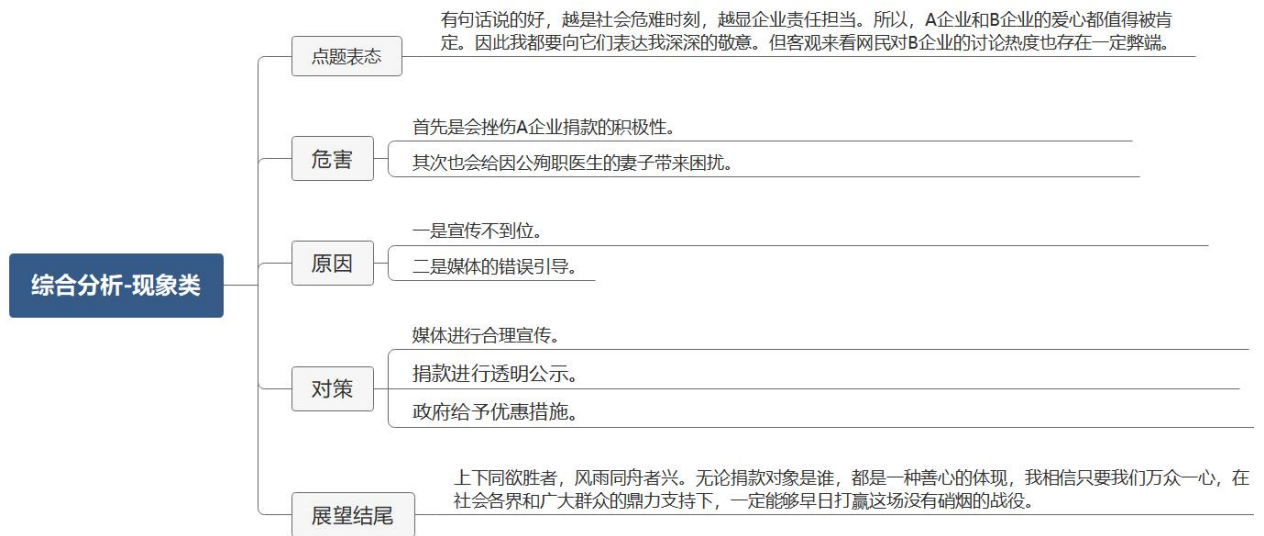 有句话说的好，越是社会危难时刻，越显企业责任担当。所以，A企业和B企业的爱心都值得被肯
定。因此我都要向它们表达我深深的敬意。但客观来看网民对B企业的讨论热度也存在一定弊端。
点题表态
首先是会挫伤A企业捐款的积极性。
危害
其次也会给因公殉职医生的妻子带来困扰。
一是宣传不到位。
原因
二是媒体的错误引导。
综合分析-现象类
媒体进行合理宣传。
捐款进行透明公示。
对策
政府给予优惠措施。
上下同欲胜者，风雨同舟者兴。无论捐款对象是谁，都是一种善心的体现，我相信只要我们万众一心，在
社会各界和广大群众的鼎力支持下，一定能够早日打赢这场没有硝烟的战役。
展望结尾